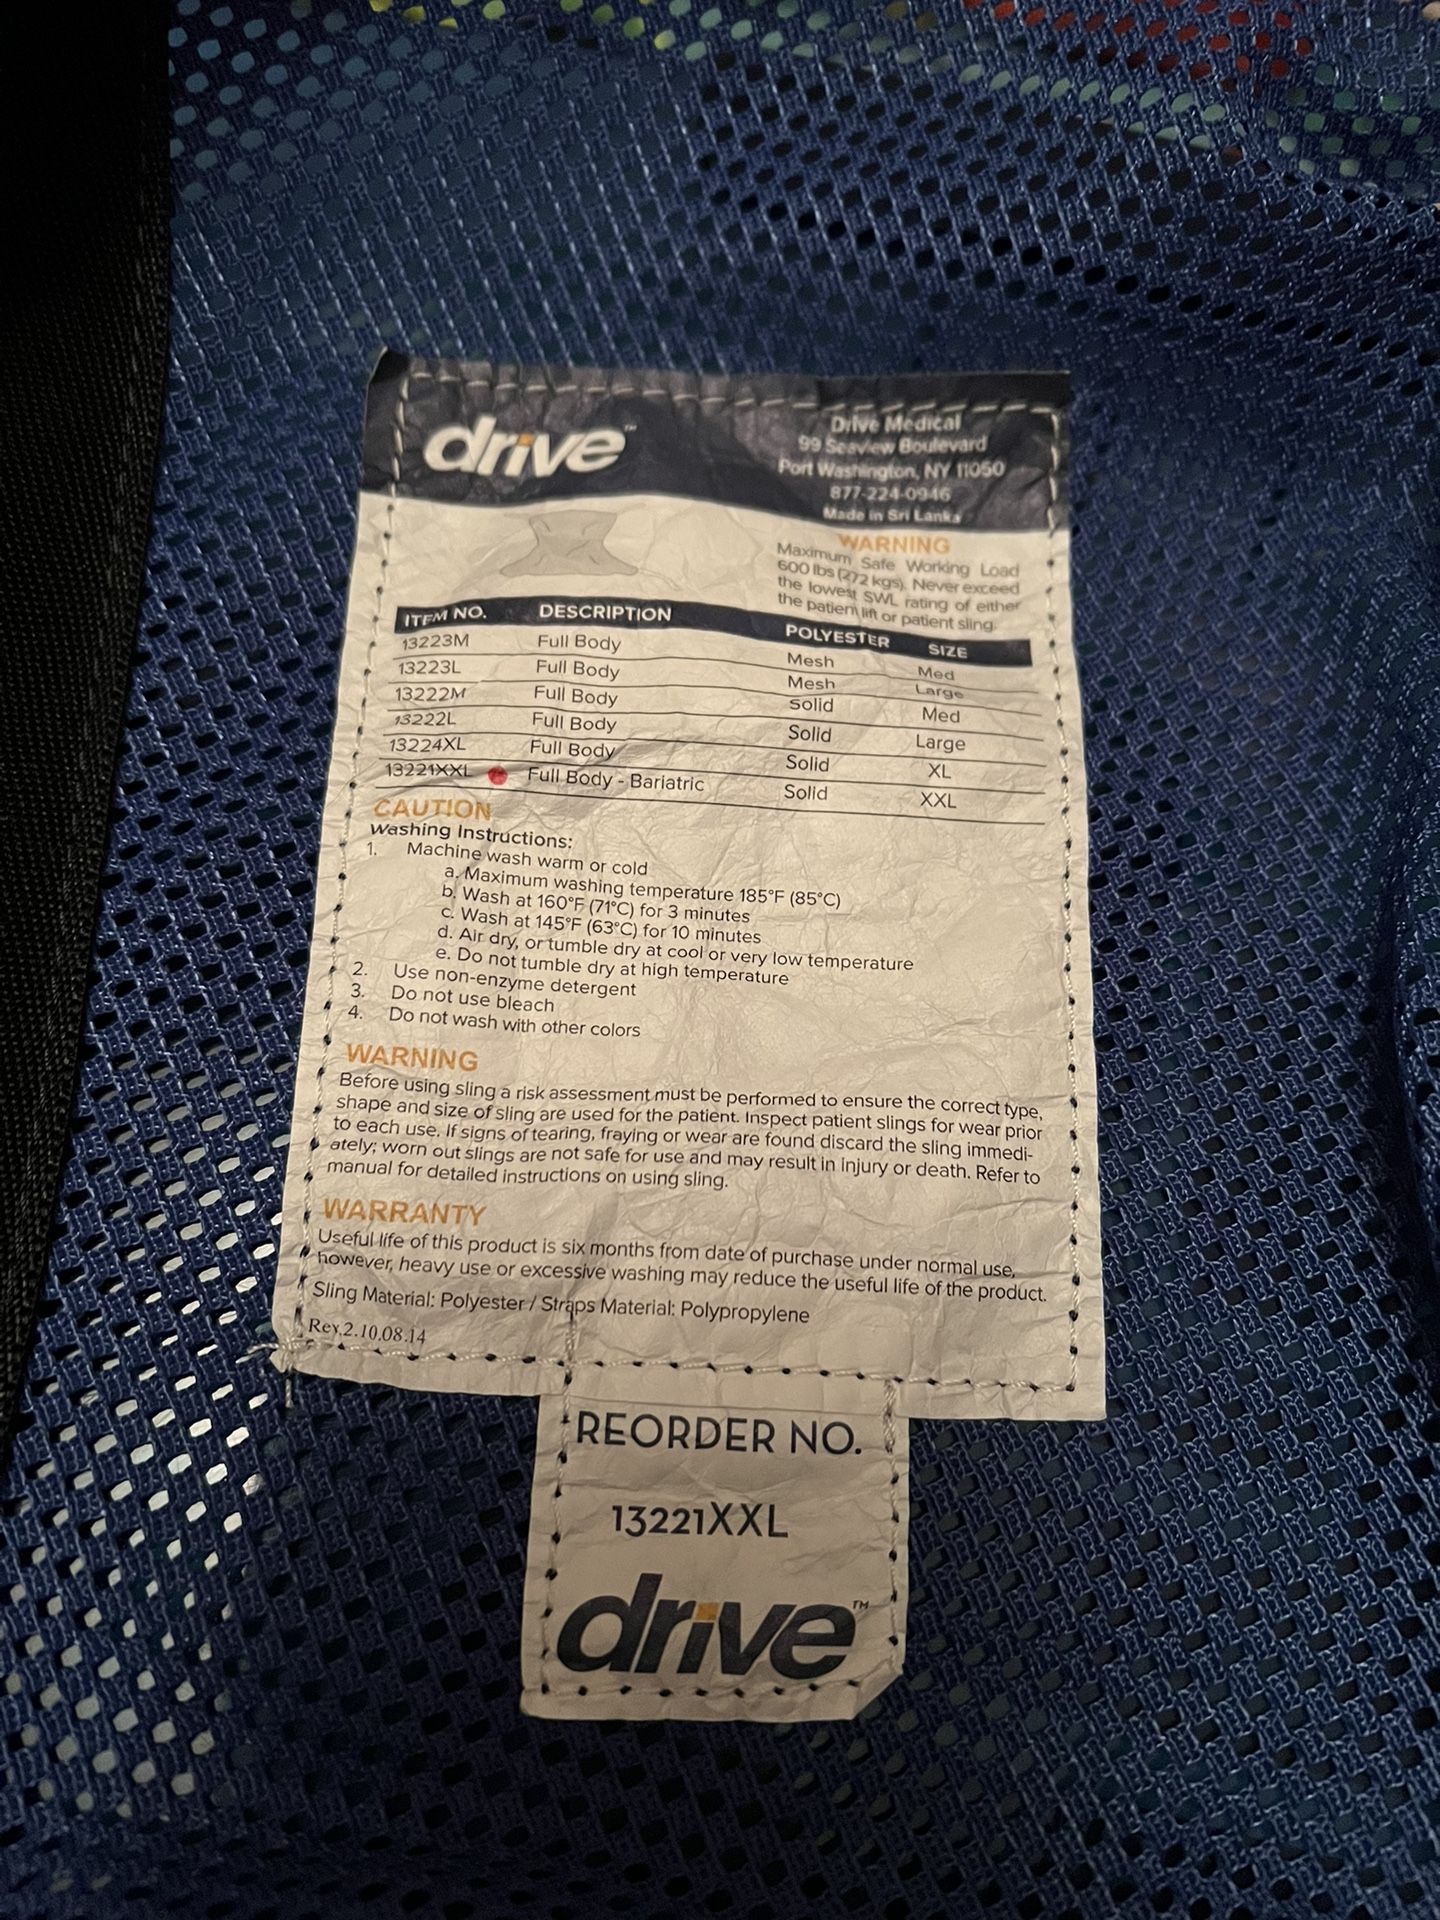 drive™
Drive Medical
99 Seaview Boulevard
Port Washington, NY 11050
877-224-0946
Made in Sri Lanka
WARNING
Maximum Safe Working Load
600 lbs (272 kgs). Never exceed
the lowest SWL rating of either
the patient lift or patient sling.
ITEM NO. DESCRIPTION POLYESTER SIZE
13223M Full Body Mesh Med
13223L Full Body Mesh Large
13222M Full Body Solid Med
13222L Full Body Solid Large
13224XL Full Body Solid XL
13221XXL Full Body - Bariatric Solid XXL
CAUTION
Washing Instructions:
1. Machine wash warm or cold
a. Maximum washing temperature 185°F (85°C)
b. Wash at 160°F (71°C) for 3 minutes
c. Wash at 145°F (63°C) for 10 minutes
d. Air dry, or tumble dry at cool or very low temperature
e. Do not tumble dry at high temperature
2. Use non-enzyme detergent
3. Do not use bleach
4. Do not wash with other colors
WARNING
Before using sling a risk assessment must be performed to ensure the correct type,
shape and size of sling are used for the patient. Inspect patient slings for wear prior
to each use. If signs of tearing, fraying or wear are found discard the sling immedi-
ately; worn out slings are not safe for use and may result in injury or death. Refer to
manual for detailed instructions on using sling.
WARRANTY
Useful life of this product is six months from date of purchase under normal use,
however, heavy use or excessive washing may reduce the useful life of the product.
Sling Material: Polyester / Straps Material: Polypropylene
Rev.2.10.08.14
REORDER NO.
13221XXL
drive™